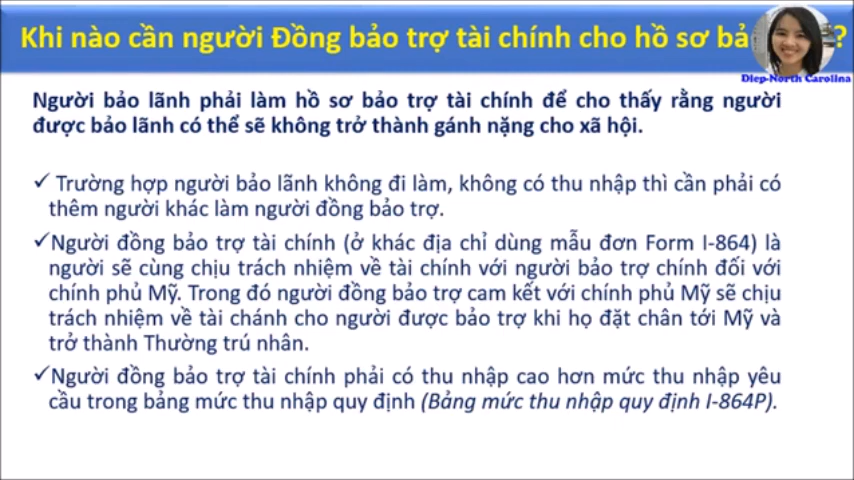 Khi nào cần người Đồng bảo trợ tài chính cho hồ sơ bả ?
Diep-North Carolina
Người bảo lãnh phải làm hồ sơ bảo trợ tài chính để cho thấy rằng người
được bảo lãnh có thể sẽ không trở thành gánh nặng cho xã hội.
✓ Trường hợp người bảo lãnh không đi làm, không có thu nhập thì cần phải có
thêm người khác làm người đồng bảo trợ.
✓Người đồng bảo trợ tài chính (ở khác địa chỉ dùng mẫu đơn Form I-864) là
người sẽ cùng chịu trách nhiệm về tài chính với người bảo trợ chính đối với
chính phủ Mỹ. Trong đó người đồng bảo trợ cam kết với chính phủ Mỹ sẽ chịu
trách nhiệm về tài chánh cho người được bảo trợ khi họ đặt chân tới Mỹ và
trở thành Thường trú nhân.
✓Người đồng bảo trợ tài chính phải có thu nhập cao hơn mức thu nhập yêu
cầu trong bảng mức thu nhập quy định (Bảng mức thu nhập quy định I-864P).